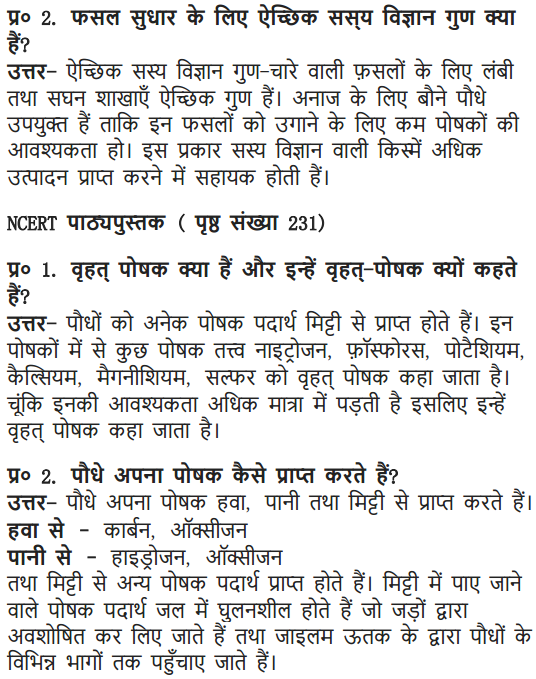 प्र० 2. फसल सुधार के लिए ऐच्छिक सस्य विज्ञान गुण क्या
हैं?
उत्तर– ऐच्छिक सस्य विज्ञान गुण-चारे वाली फ़सलों के लिए लंबी
तथा सघन शाखाएँ ऐच्छिक गुण हैं। अनाज के लिए बौने पौधे
उपयुक्त हैं ताकि इन फसलों को उगाने के लिए कम पोषकों की
आवश्यकता हो। इस प्रकार सस्य विज्ञान वाली किस्में अधिक
उत्पादन प्राप्त करने में सहायक होती हैं।
NCERT पाठ्यपुस्तक ( पृष्ठ संख्या 231)
प्र० 1. वृहत् पोषक क्या हैं और इन्हें वृहत्-पोषक क्यों कहते
हैं?
उत्तर– पौधों को अनेक पोषक पदार्थ मिट्टी से प्राप्त होते हैं। इन
पोषकों में से कुछ पोषक तत्त्व नाइट्रोजन, फ़ॉस्फोरस, पोटैशियम,
कैल्सियम, मैगनीशियम, सल्फर को वृहत् पोषक कहा जाता है।
चूंकि इनकी आवश्यकता अधिक मात्रा में पड़ती है इसलिए इन्हें
वृहत् पोषक कहा जाता है।
प्र० 2. पौधे अपना पोषक कैसे प्राप्त करते हैं?
उत्तर– पौधे अपना पोषक हवा, पानी तथा मिट्टी से प्राप्त करते हैं।
हवा से – कार्बन, ऑक्सीजन
पानी से – हाइड्रोजन, ऑक्सीजन
तथा मिट्टी से अन्य पोषक पदार्थ प्राप्त होते हैं। मिट्टी में पाए जाने
वाले पोषक पदार्थ जल में घुलनशील होते हैं जो जड़ों द्वारा
अवशोषित कर लिए जाते हैं तथा जाइलम ऊतक के द्वारा पौधों के
विभिन्न भागों तक पहुँचाए जाते हैं।